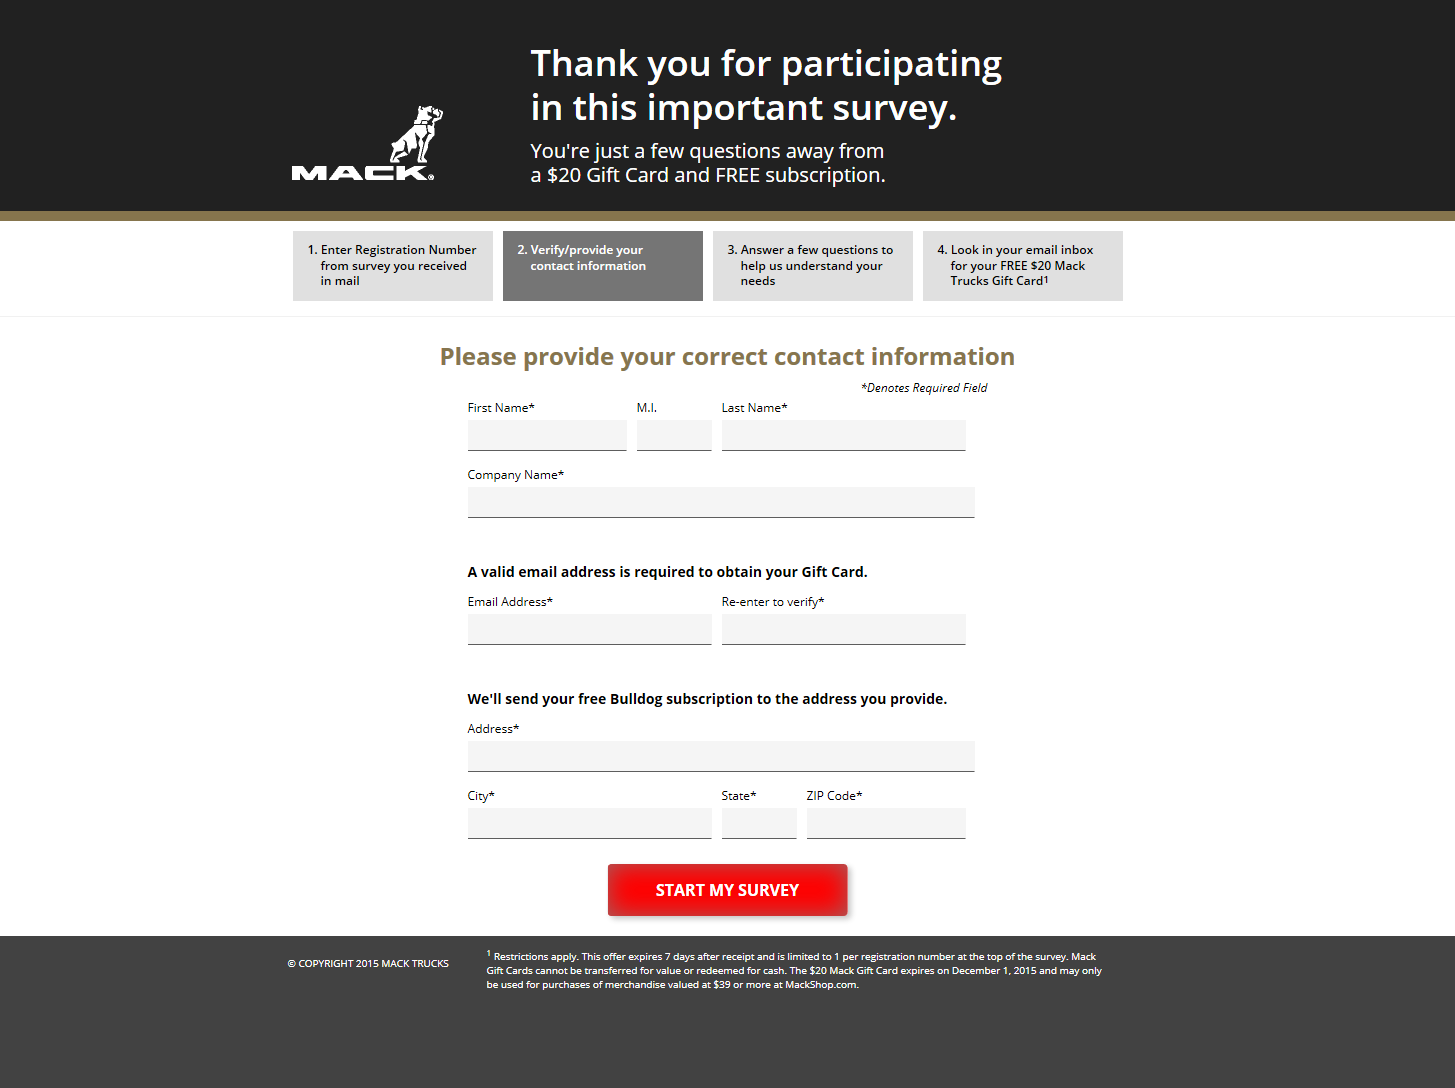 Thank you for participating
in this important survey.
You're just a few questions away from
a $20 Gift Card and FREE subscription.
MACK®
1. Enter Registration Number
from survey you received
in mail
2. Verify/provide your
contact information
3. Answer a few questions to
help us understand your
needs
4. Look in your email inbox
for your FREE $20 Mack
Trucks Gift Card¹
Please provide your correct contact information
*Denotes Required Field
First Name* M.I. Last Name*
Company Name*
A valid email address is required to obtain your Gift Card.
Email Address* Re-enter to verify*
We'll send your free Bulldog subscription to the address you provide.
Address*
City* State* ZIP Code*
START MY SURVEY
© COPYRIGHT 2015 MACK TRUCKS
¹ Restrictions apply. This offer expires 7 days after receipt and is limited to 1 per registration number at the top of the survey. Mack
Gift Cards cannot be transferred for value or redeemed for cash. The $20 Mack Gift Card expires on December 1, 2015 and may only
be used for purchases of merchandise valued at $39 or more at MackShop.com.